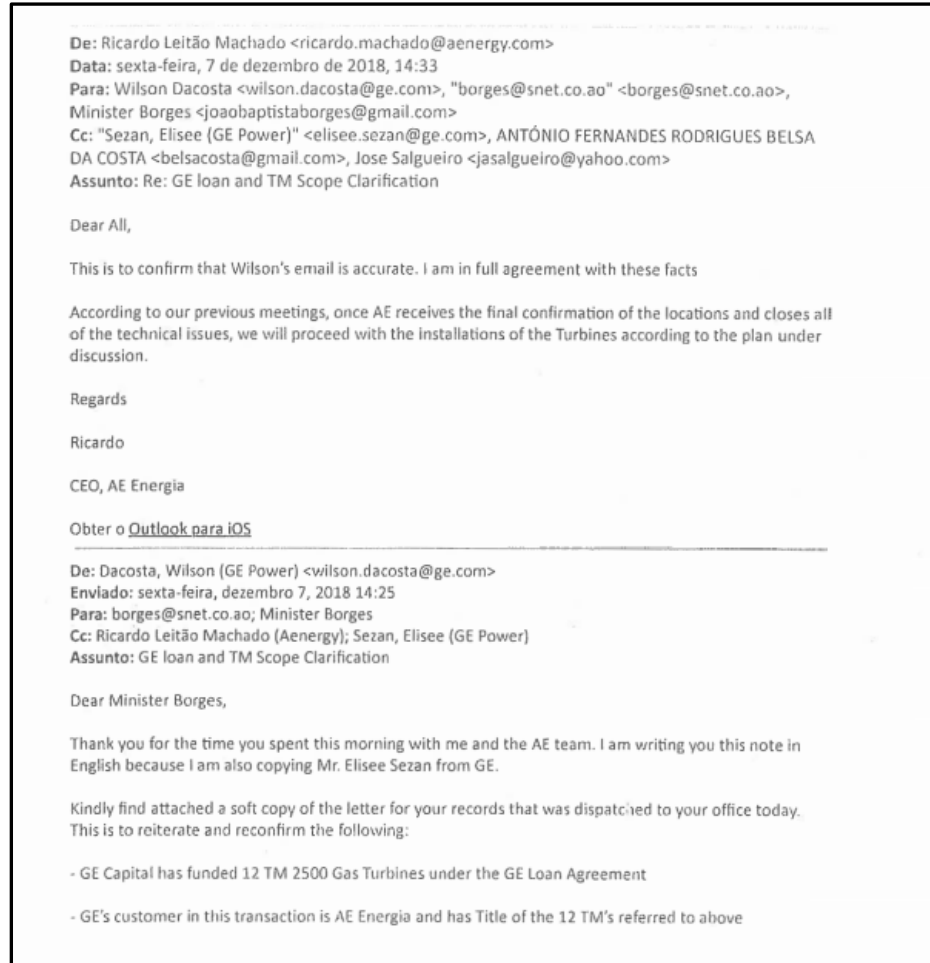 De: Ricardo Leitão Machado <ricardo.machado@aenergy.com>
Data: sexta-feira, 7 de dezembro de 2018, 14:33
Para: Wilson Dacosta <wilson.dacosta@ge.com>, "borges@snet.co.ao" <borges@snet.co.ao>,
Minister Borges <joaobaptistaborges@gmail.com>
Cc: "Sezan, Elisee (GE Power)" <elisee.sezan@ge.com>, ANTÓNIO FERNANDES RODRIGUES BELSA
DA COSTA <belsacosta@gmail.com>, Jose Salgueiro <jasalgueiro@yahoo.com>
Assunto: Re: GE loan and TM Scope Clarification
Dear All,
This is to confirm that Wilson's email is accurate. I am in full agreement with these facts
According to our previous meetings, once AE receives the final confirmation of the locations and closes all
of the technical issues, we will proceed with the installations of the Turbines according to the plan under
discussion.
Regards
Ricardo
CEO, AE Energia
Obter o Outlook para iOS
De: Dacosta, Wilson (GE Power) <wilson.dacosta@ge.com>
Enviado: sexta-feira, dezembro 7, 2018 14:25
Para: borges@snet.co.ao; Minister Borges
Cc: Ricardo Leitão Machado (Aenergy); Sezan, Elisee (GE Power)
Assunto: GE loan and TM Scope Clarification
Dear Minister Borges,
Thank you for the time you spent this morning with me and the AE team. I am writing you this note in
English because I am also copying Mr. Elisee Sezan from GE.
Kindly find attached a soft copy of the letter for your records that was dispatched to your office today.
This is to reiterate and reconfirm the following:
- GE Capital has funded 12 TM 2500 Gas Turbines under the GE Loan Agreement
- GE's customer in this transaction is AE Energia and has Title of the 12 TM's referred to above